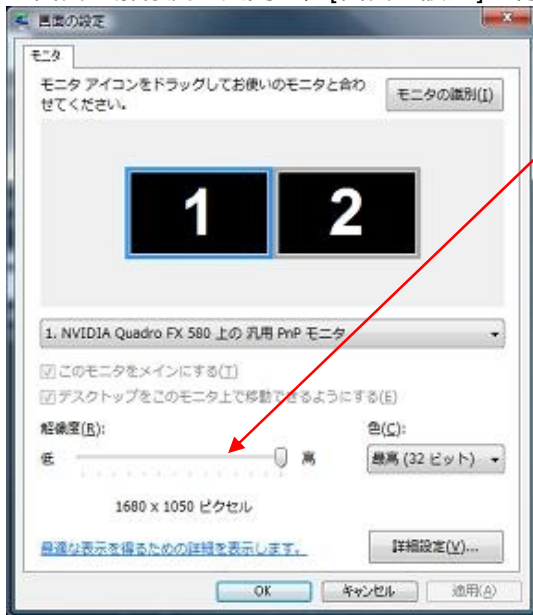 画面の設定
モニタ
モニタ アイコンをドラッグしてお使いのモニタと合わ
せてください。
モニタの識別(I)
1
2
1. NVIDIA Quadro FX 580 上の 汎用 PnP モニタ
このモニタをメインにする(T)
デスクトップをこのモニタ上で移動できるようにする(E)
解像度(R):
色(C):
低
高
最高 (32 ビット)
1680 x 1050 ピクセル
最適な表示を得るための詳細を表示します。
詳細設定(V)...
OK
キャンセル
適用(A)